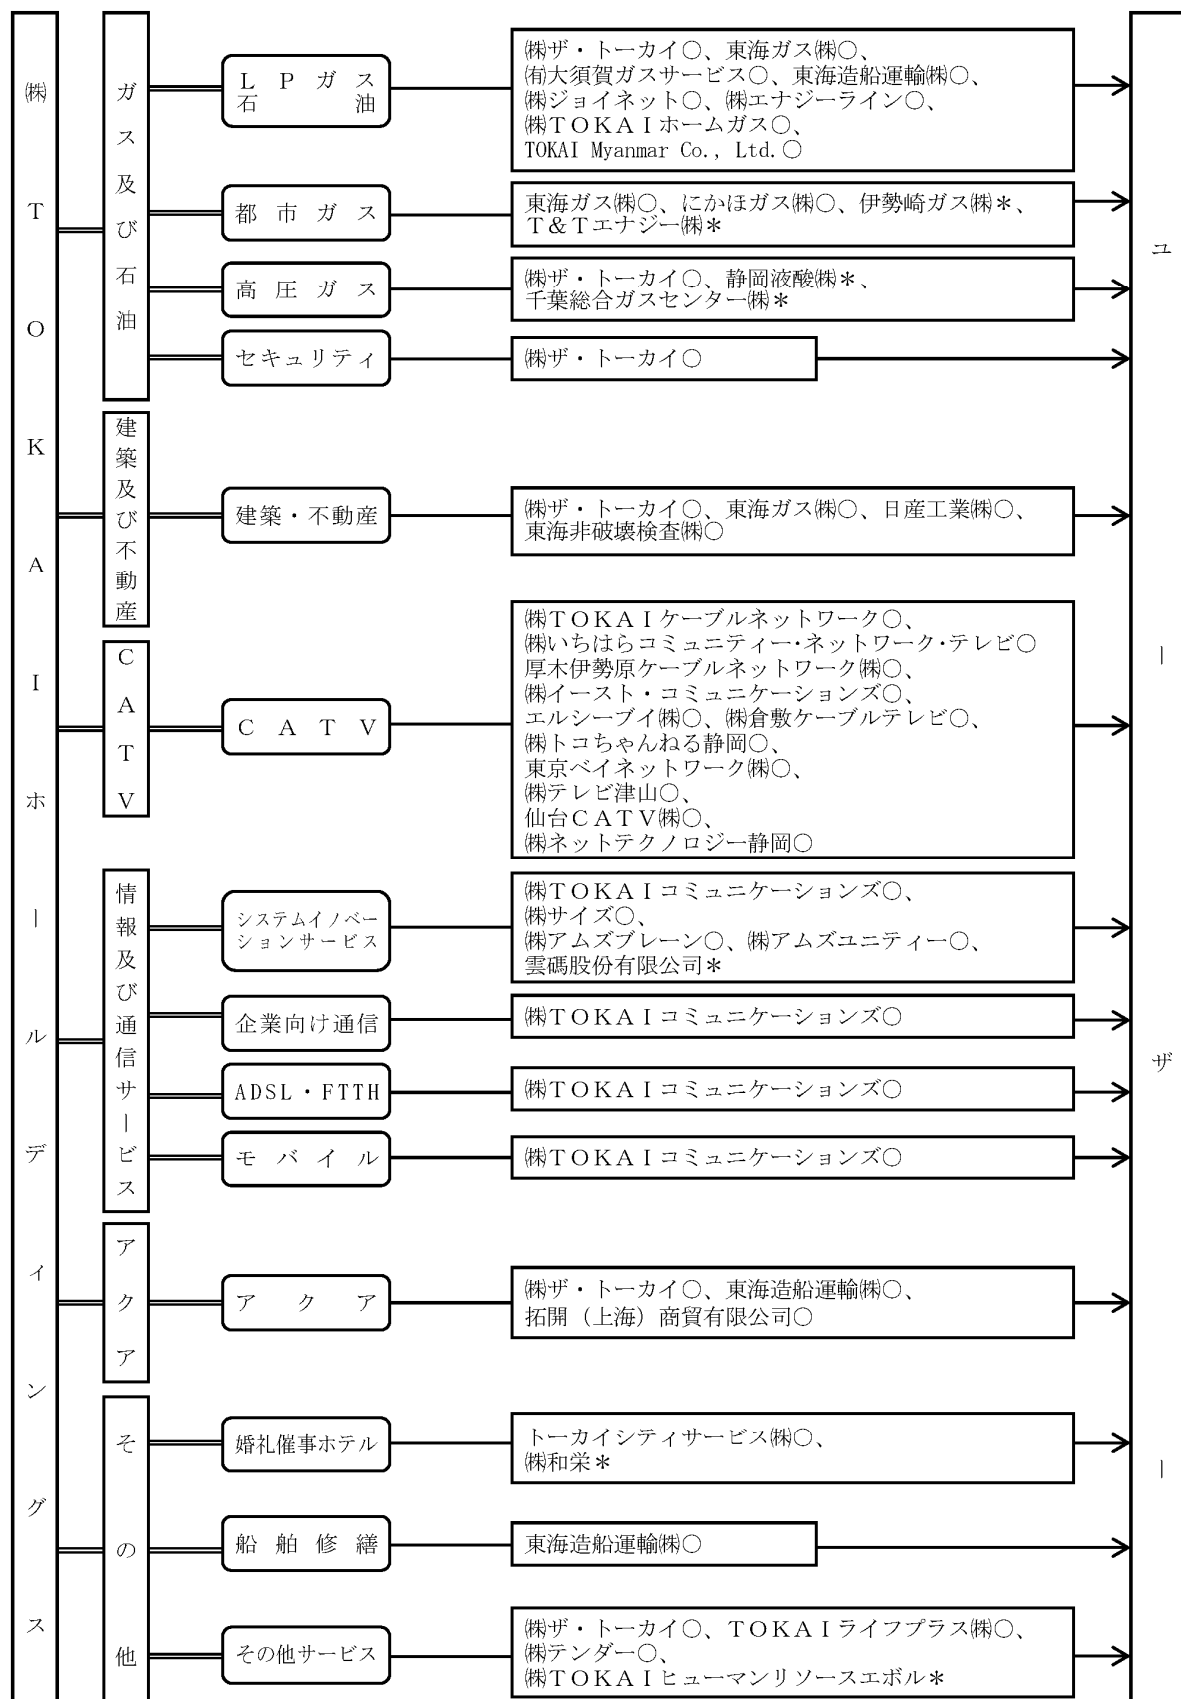 ㈱TOKAIホールディングス
ガス及び石油
LPガス
石油
㈱ザ・トーカイ○、東海ガス㈱○、
㈲大須賀ガスサービス○、東海造船運輸㈱○、
㈱ジョイネット○、㈱エナジーライン○、
㈱TOKAIホームガス○、
TOKAI Myanmar Co., Ltd.○
都市ガス
東海ガス㈱○、にかほガス㈱○、伊勢崎ガス㈱＊、
T&Tエナジー㈱＊
高圧ガス
㈱ザ・トーカイ○、静岡液酸㈱＊、
千葉総合ガスセンター㈱＊
セキュリティ
㈱ザ・トーカイ○
建築及び不動産
建築・不動産
㈱ザ・トーカイ○、東海ガス㈱○、日産工業㈱○、
東海非破壊検査㈱○
CATV
CATV
㈱TOKAIケーブルネットワーク○、
㈱いちはらコミュニティー・ネットワーク・テレビ○
厚木伊勢原ケーブルネットワーク㈱○、
㈱イースト・コミュニケーションズ○、
エルシーブイ㈱○、㈱倉敷ケーブルテレビ○、
㈱トコちゃんねる静岡○、
東京ベイネットワーク㈱○、
㈱テレビ津山○、
仙台CATV㈱○、
㈱ネットテクノロジー静岡○
情報及び通信サービス
システムイノベー
ションサービス
㈱TOKAIコミュニケーションズ○、
㈱サイズ○、
㈱アムズブレーン○、㈱アムズユニティー○、
雲碼股份有限公司＊
企業向け通信
㈱TOKAIコミュニケーションズ○
ADSL・FTTH
㈱TOKAIコミュニケーションズ○
モバイル
㈱TOKAIコミュニケーションズ○
アクア
アクア
㈱ザ・トーカイ○、東海造船運輸㈱○、
拓開（上海）商貿有限公司○
その他
婚礼催事ホテル
トーカイシティサービス㈱○、
㈱和栄＊
船舶修繕
東海造船運輸㈱○
その他サービス
㈱ザ・トーカイ○、TOKAIライフプラス㈱○、
㈱テンダー○、
㈱TOKAIヒューマンリソースエボル＊
ユーザー